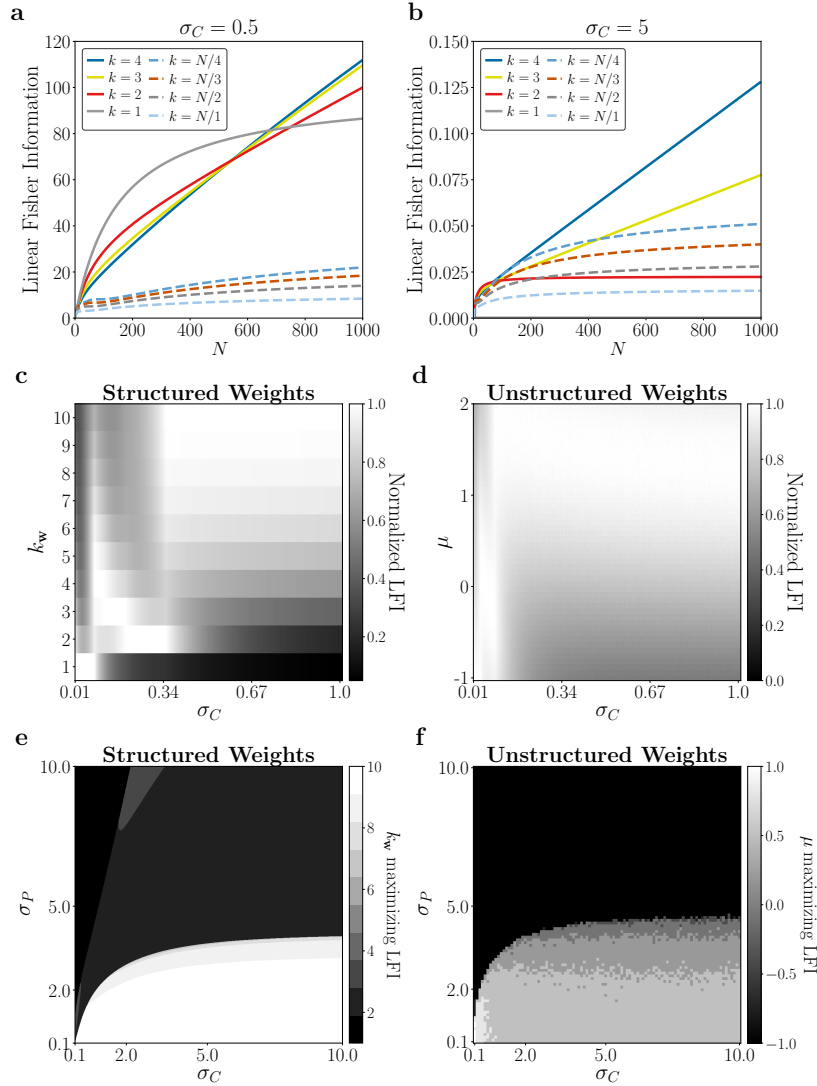 a
σ_C = 0.5
Linear Fisher Information
120
100
80
60
40
20
0
k = 4
k = 3
k = 2
k = 1
k = N/4
k = N/3
k = N/2
k = N/1
0 200 400 600 800 1000
N
b
σ_C = 5
Linear Fisher Information
0.150
0.125
0.100
0.075
0.050
0.025
0.000
k = 4
k = 3
k = 2
k = 1
k = N/4
k = N/3
k = N/2
k = N/1
0 200 400 600 800 1000
N
c
Structured Weights
k_w
10
9
8
7
6
5
4
3
2
1
0.01 0.34 0.67 1.0
σ_C
1.0
0.8
0.6
0.4
0.2
Normalized LFI
d
Unstructured Weights
μ
2
1
0
-1
0.01 0.34 0.67 1.0
σ_C
1.0
0.8
0.6
0.4
0.2
0.0
Normalized LFI
e
Structured Weights
σ_P
10.0
5.0
2.0
0.1
0.1 2.0 5.0 10.0
σ_C
10
8
6
4
2
k_w maximizing LFI
f
Unstructured Weights
σ_P
10.0
5.0
2.0
0.1
0.1 2.0 5.0 10.0
σ_C
1.0
0.5
0.0
−0.5
−1.0
μ maximizing LFI